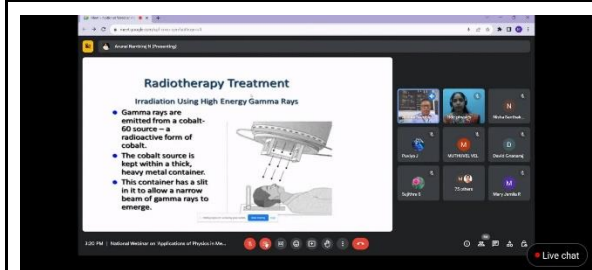 (Presenting)
Radiotherapy Treatment
Irradiation Using High Energy Gamma Rays
• Gamma rays are
emitted from a cobalt-
60 source – a
radioactive form of
cobalt.
• The cobalt source is
kept within a thick,
heavy metal container.
• This container has a slit
in it to allow a narrow
beam of gamma rays to
emerge.
N
M
D
MUTHUVEL VEL
David Gnanaraj
M
Sujithra S
75 others
Mary Jamila R
3:20 PM | National Webinar on "Applications of Physics in Me...
Live chat